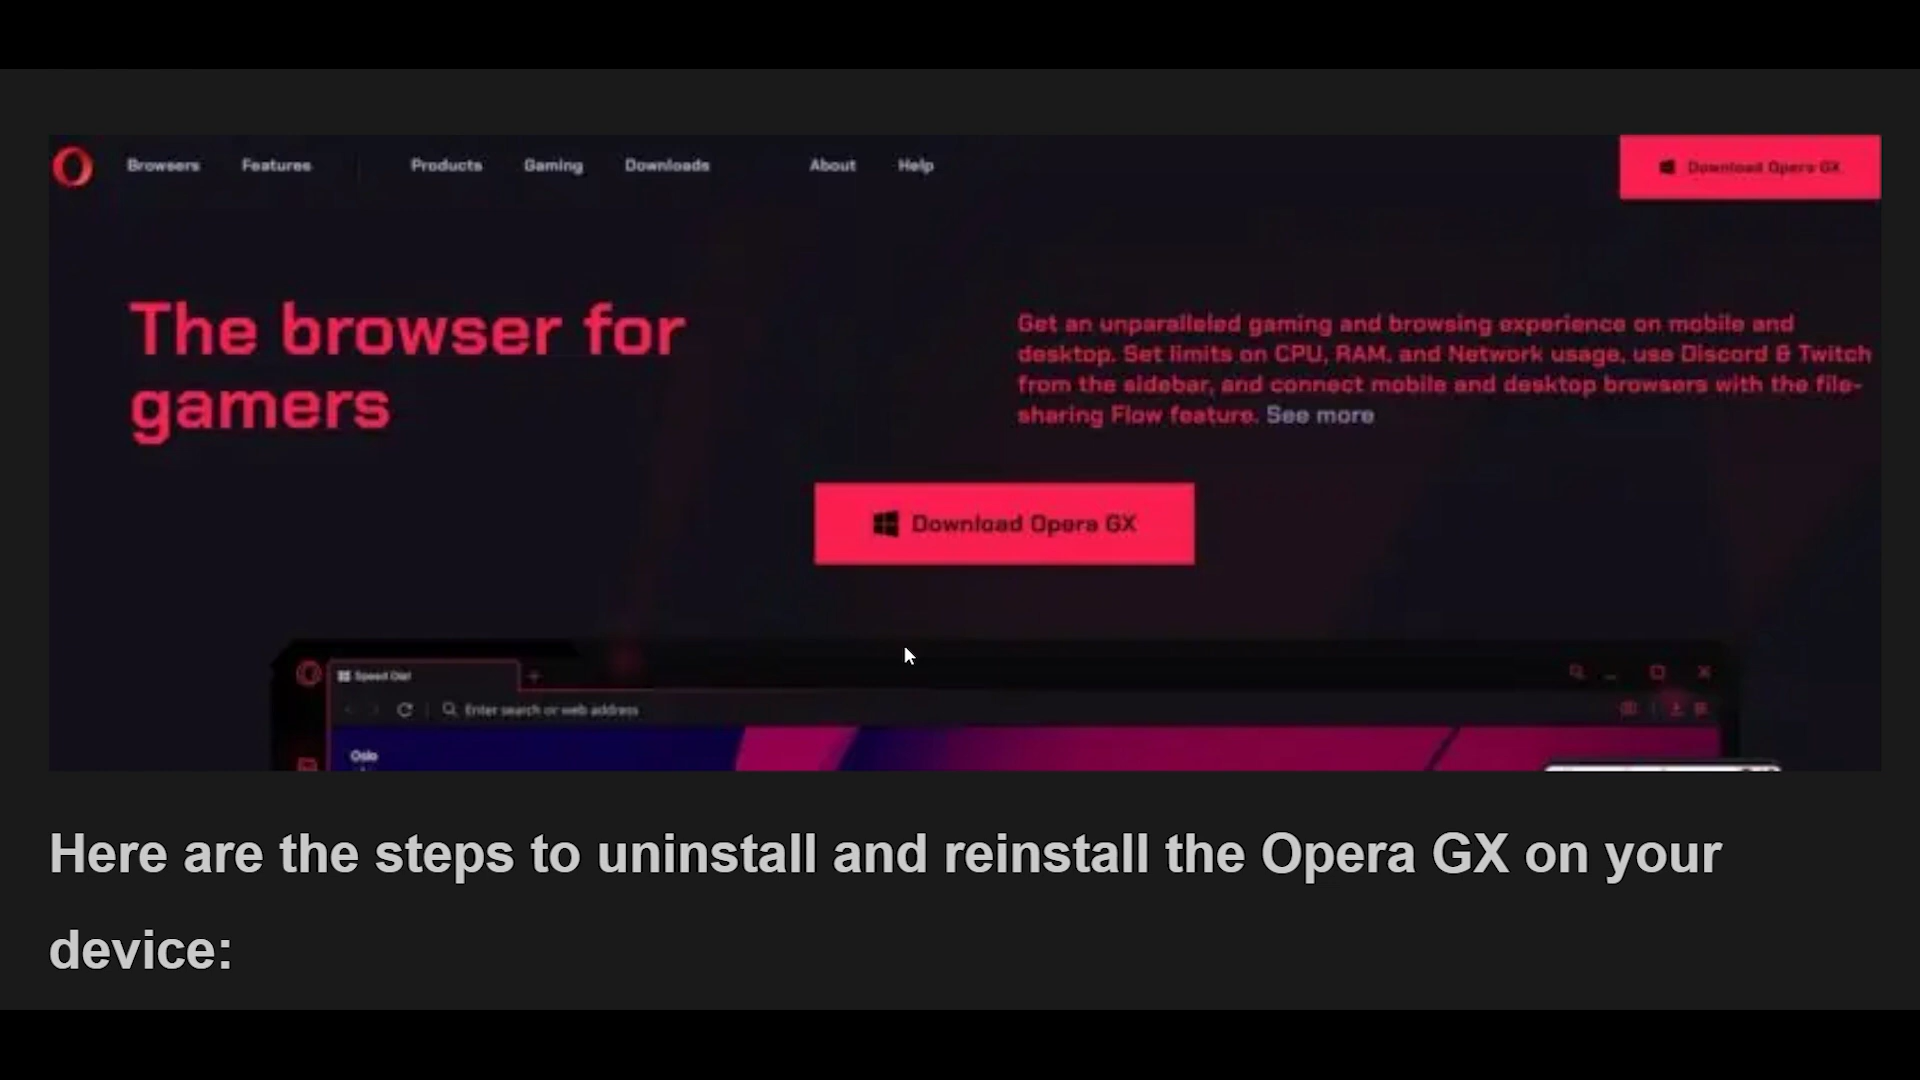 Browsers Features Products Gaming Downloads About Help Download Opera GX
The browser for
gamers
Get an unparalleled gaming and browsing experience on mobile and
desktop. Set limits on CPU, RAM, and Network usage, use Discord & Twitch
from the sidebar, and connect mobile and desktop browsers with the file-
sharing Flow feature. See more
Download Opera GX
Speed Dial
Enter search or web address
Oslo
Here are the steps to uninstall and reinstall the Opera GX on your
device: